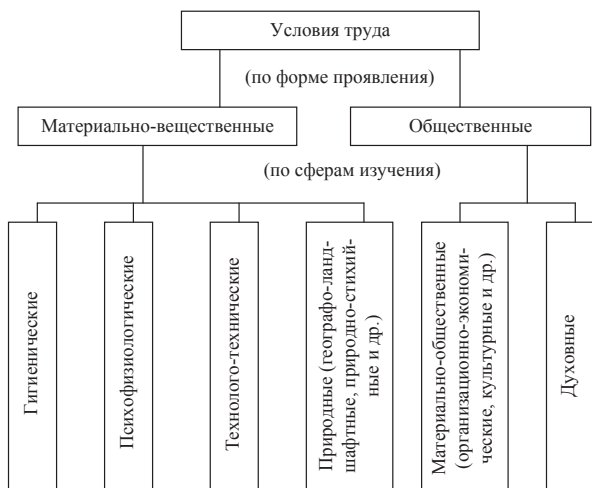 Условия труда
(по форме проявления)
Материально-вещественные
Общественные
(по сферам изучения)
Гигиенические
Психофизиологические
Технолого-технические
Природные (географо-ланд-
шафтные, природно-стихий-
ные и др.)
Материально-общественные
(организационно-экономи-
ческие, культурные и др.)
Духовные